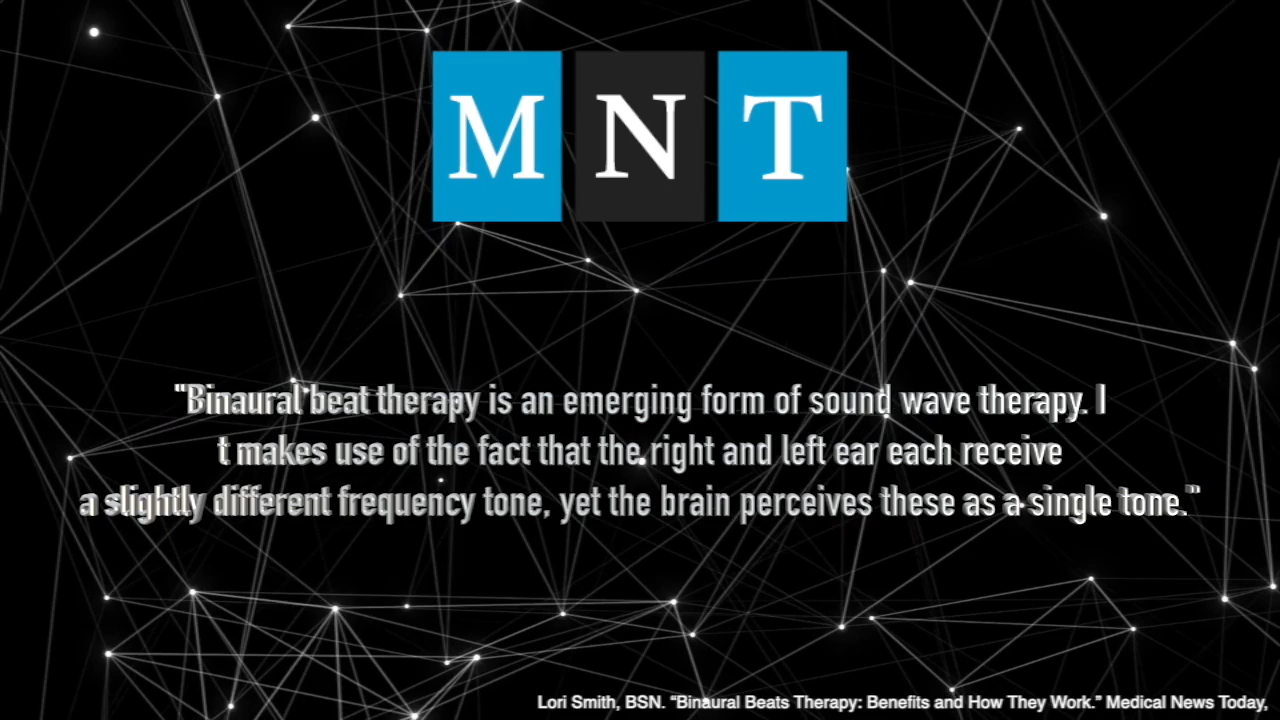 M N T
"Binaural beat therapy is an emerging form of sound wave therapy. I
t makes use of the fact that the right and left ear each receive
a slightly different frequency tone, yet the brain perceives these as a single tone."
Lori Smith, BSN. “Binaural Beats Therapy: Benefits and How They Work.” Medical News Today,